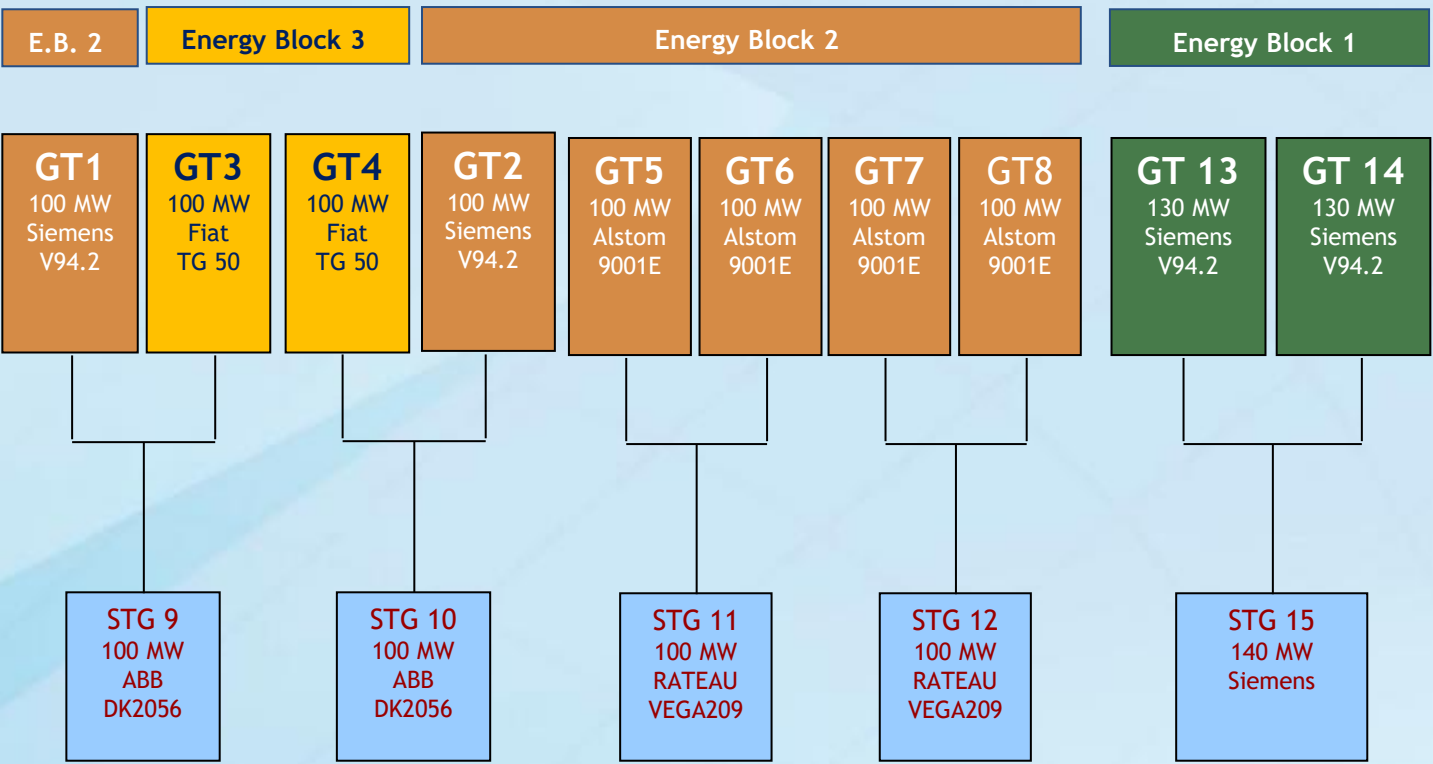 E.B. 2
Energy Block 3
Energy Block 2
Energy Block 1
GT1
100 MW
Siemens
V94.2
GT3
100 MW
Fiat
TG 50
GT4
100 MW
Fiat
TG 50
GT2
100 MW
Siemens
V94.2
GT5
100 MW
Alstom
9001E
GT6
100 MW
Alstom
9001E
GT7
100 MW
Alstom
9001E
GT8
100 MW
Alstom
9001E
GT 13
130 MW
Siemens
V94.2
GT 14
130 MW
Siemens
V94.2
STG 9
100 MW
ABB
DK2056
STG 10
100 MW
ABB
DK2056
STG 11
100 MW
RATEAU
VEGA209
STG 12
100 MW
RATEAU
VEGA209
STG 15
140 MW
Siemens